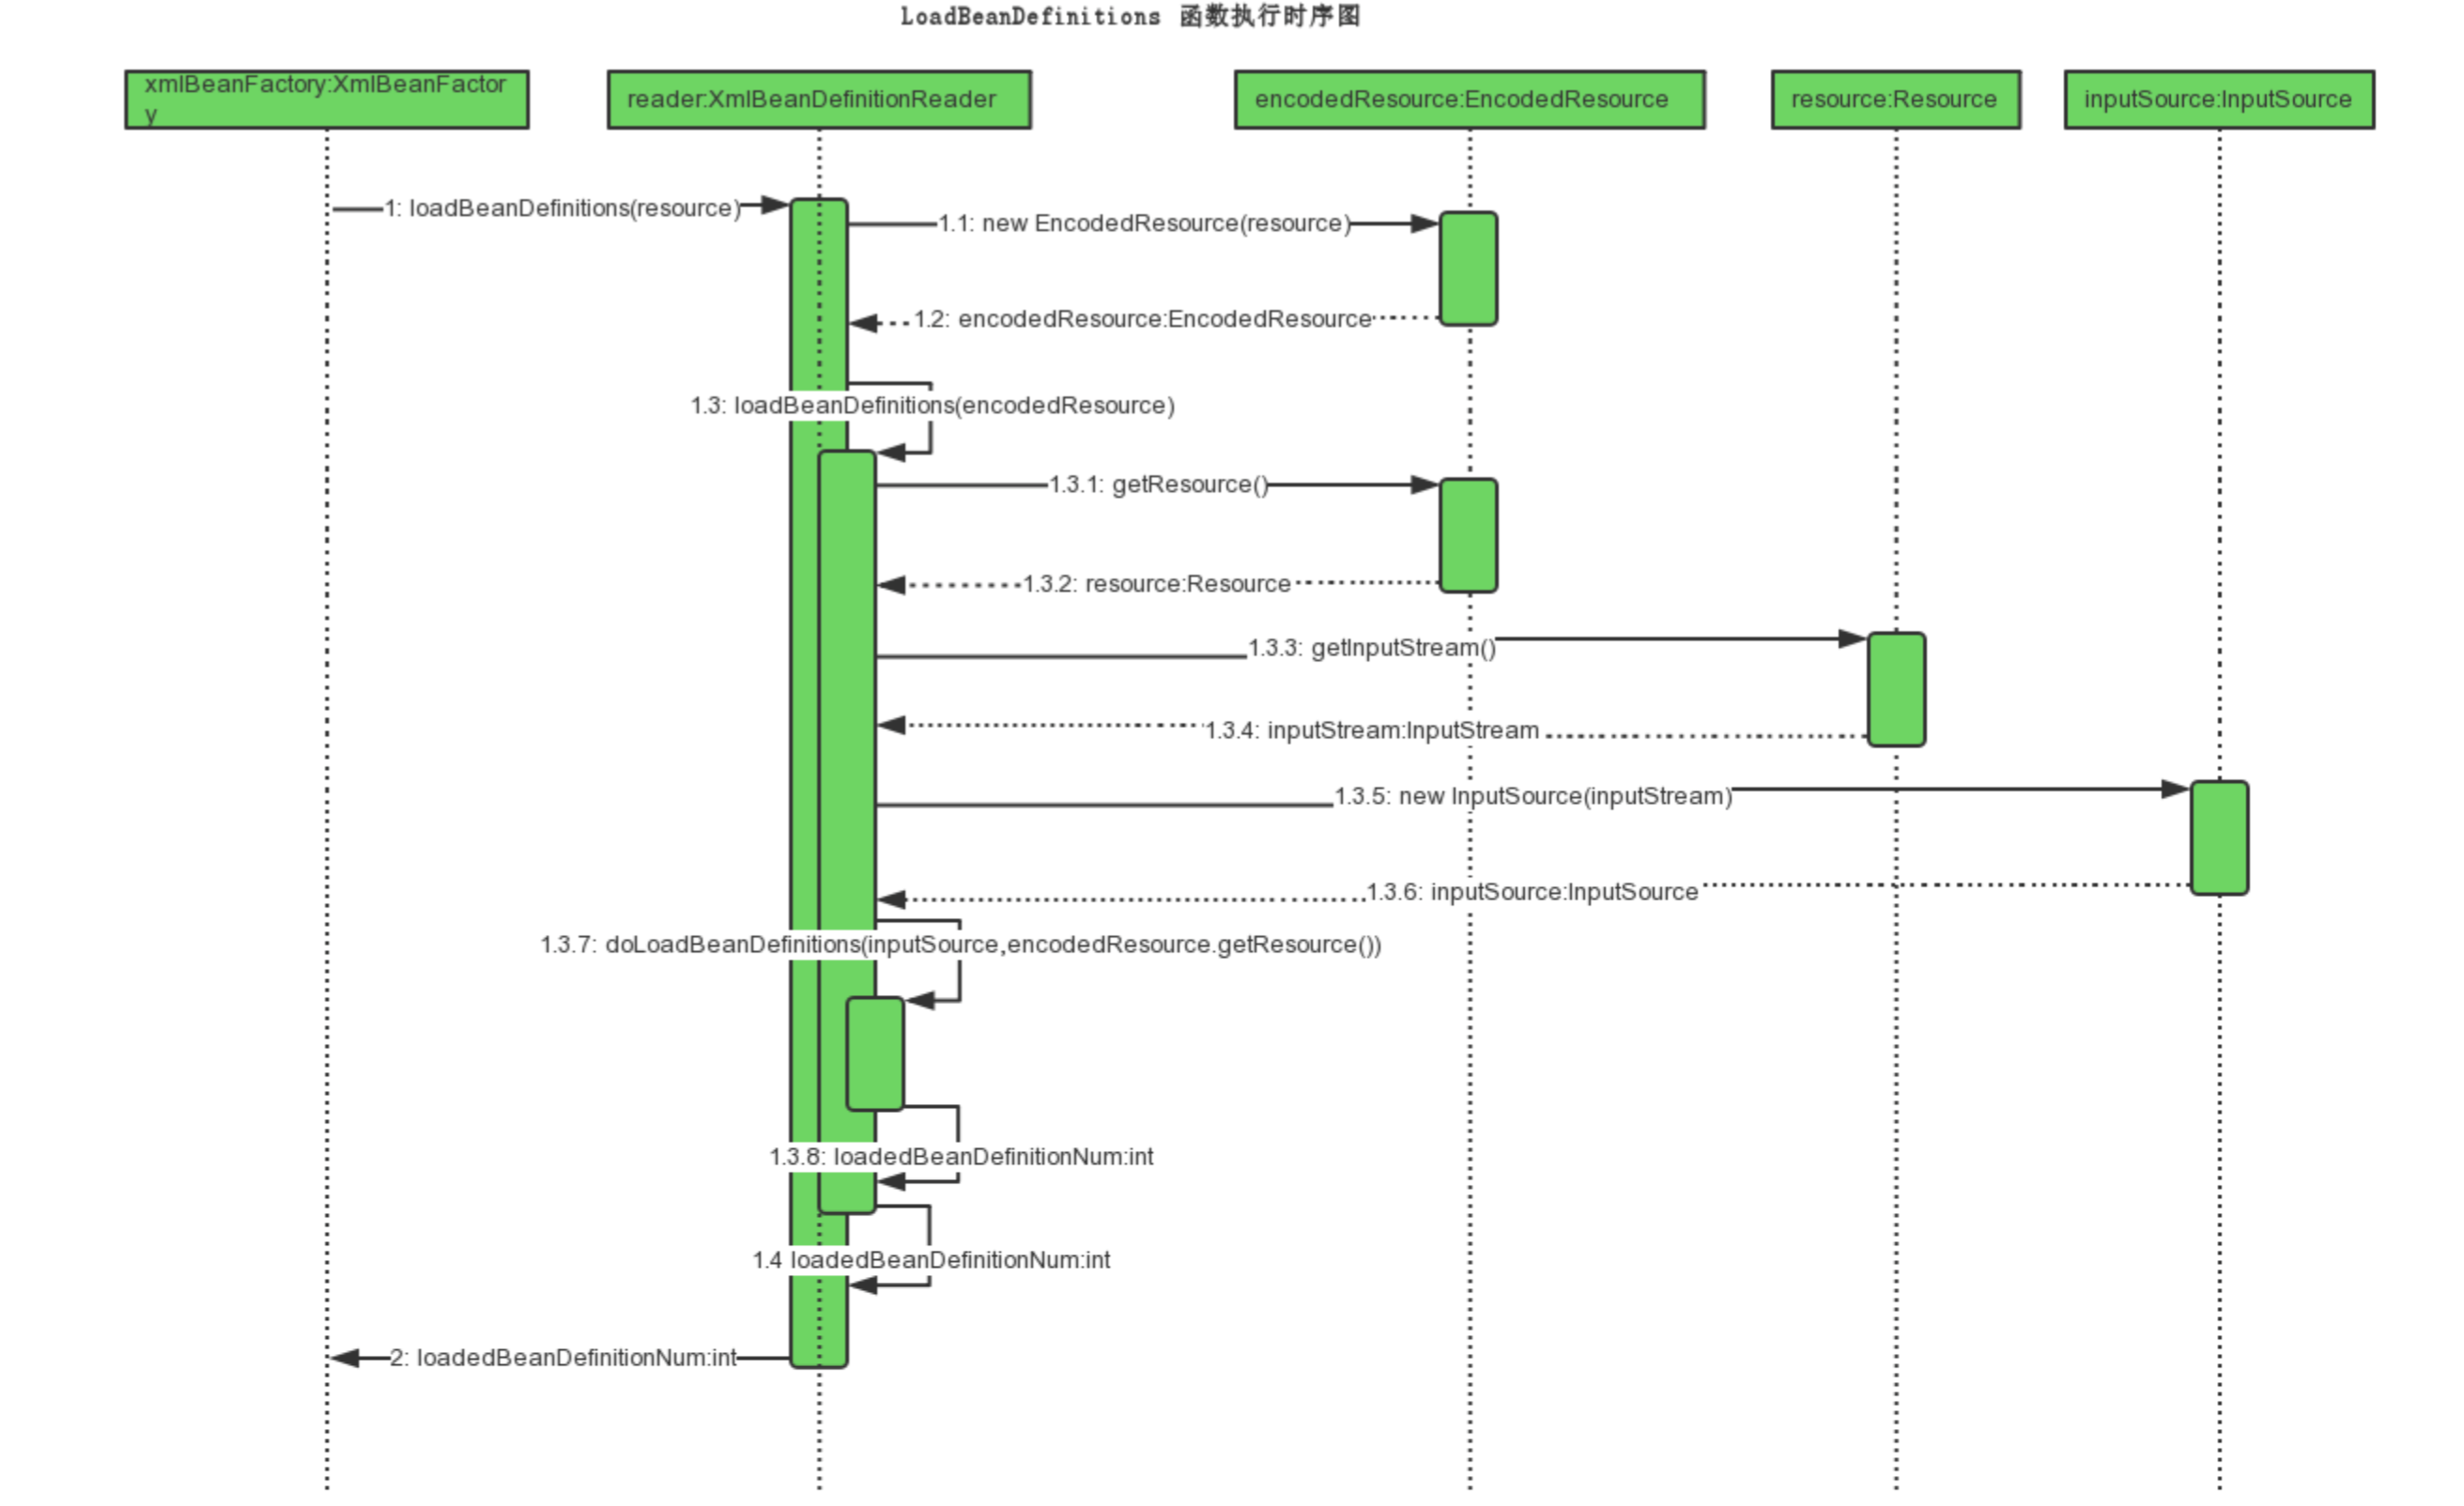 LoadBeanDefinitions 函数执行时序图
xmlBeanFactory:XmlBeanFactor
y
reader:XmlBeanDefinitionReader
encodedResource:EncodedResource
resource:Resource
inputSource:InputSource
1: loadBeanDefinitions(resource)
1.1: new EncodedResource(resource)
1.2: encodedResource:EncodedResource
1.3: loadBeanDefinitions(encodedResource)
1.3.1: getResource()
1.3.2: resource:Resource
1.3.3: getInputStream()
1.3.4: inputStream:InputStream
1.3.5: new InputSource(inputStream)
1.3.6: inputSource:InputSource
1.3.7: doLoadBeanDefinitions(inputSource,encodedResource.getResource())
1.3.8: loadedBeanDefinitionNum:int
1.4 loadedBeanDefinitionNum:int
2: loadedBeanDefinitionNum:int